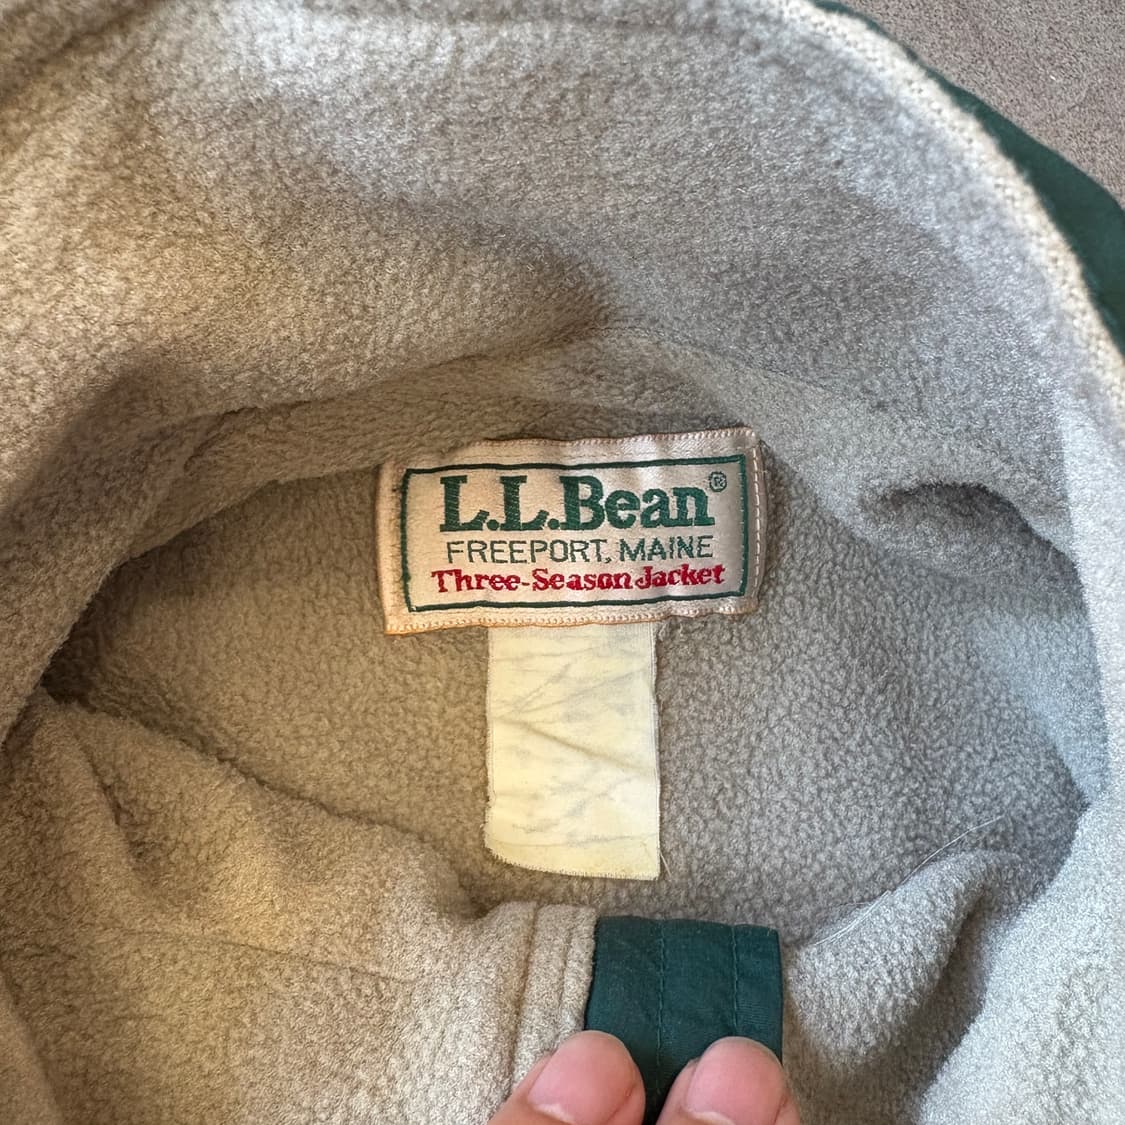 L.L.Bean®
FREEPORT, MAINE
Three-Season Jacket